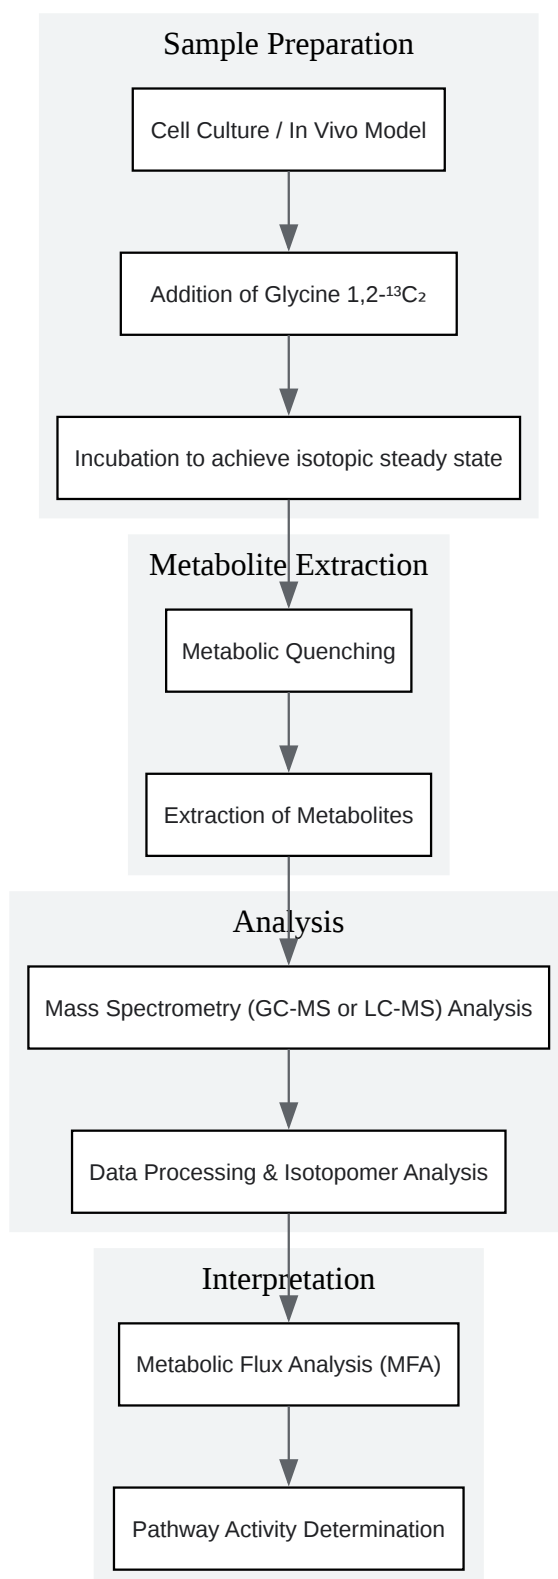 Sample Preparation
Cell Culture / In Vivo Model
Addition of Glycine 1,2-¹³C₂
Incubation to achieve isotopic steady state
Metabolite Extraction
Metabolic Quenching
Extraction of Metabolites
Analysis
Mass Spectrometry (GC-MS or LC-MS) Analysis
Data Processing & Isotopomer Analysis
Interpretation
Metabolic Flux Analysis (MFA)
Pathway Activity Determination